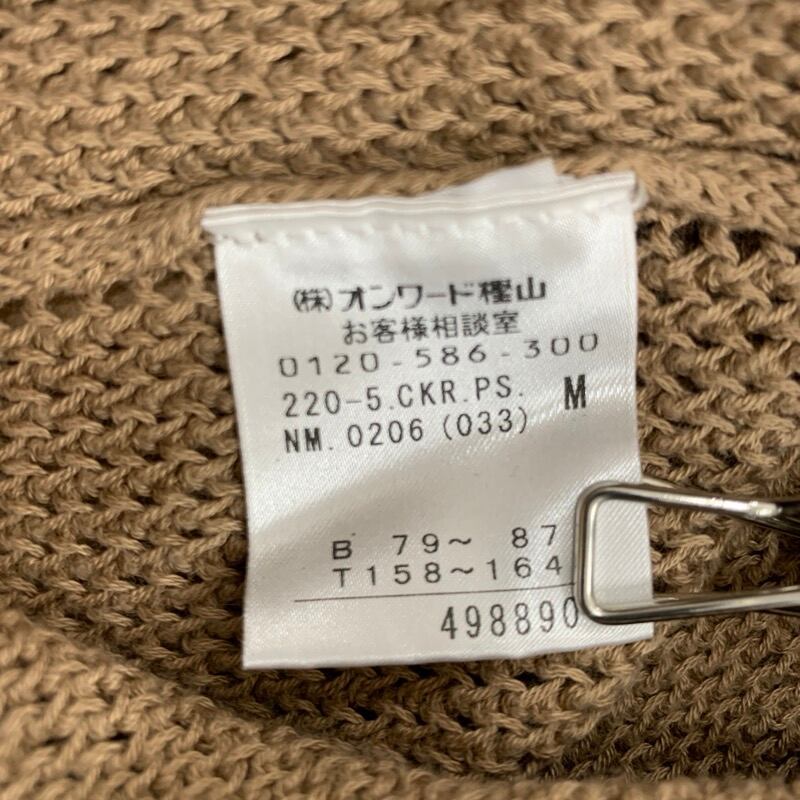 (株)オンワード樫山
お客様相談室
0120-586-300
220-5.CKR.PS. M
NM.0206(033)
B 79～ 87
T158～164
498890